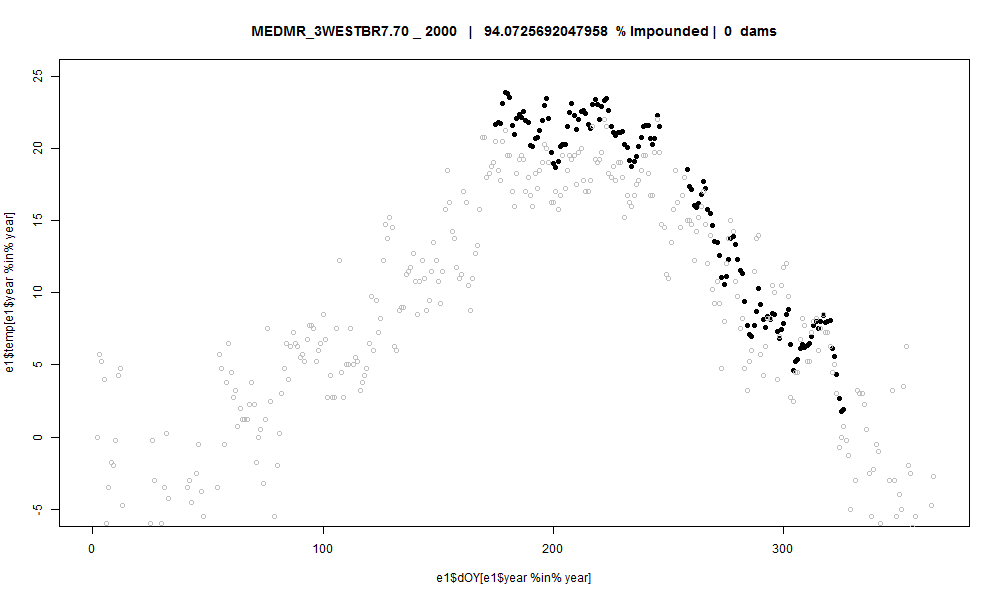 MEDMR_3WESTBR7.70 _ 2000 | 94.0725692047958 % Impounded | 0 dams
e1$temp[e1$year %in% year]
25
20
15
10
5
0
-5
0 100 200 300
e1$dOY[e1$year %in% year]